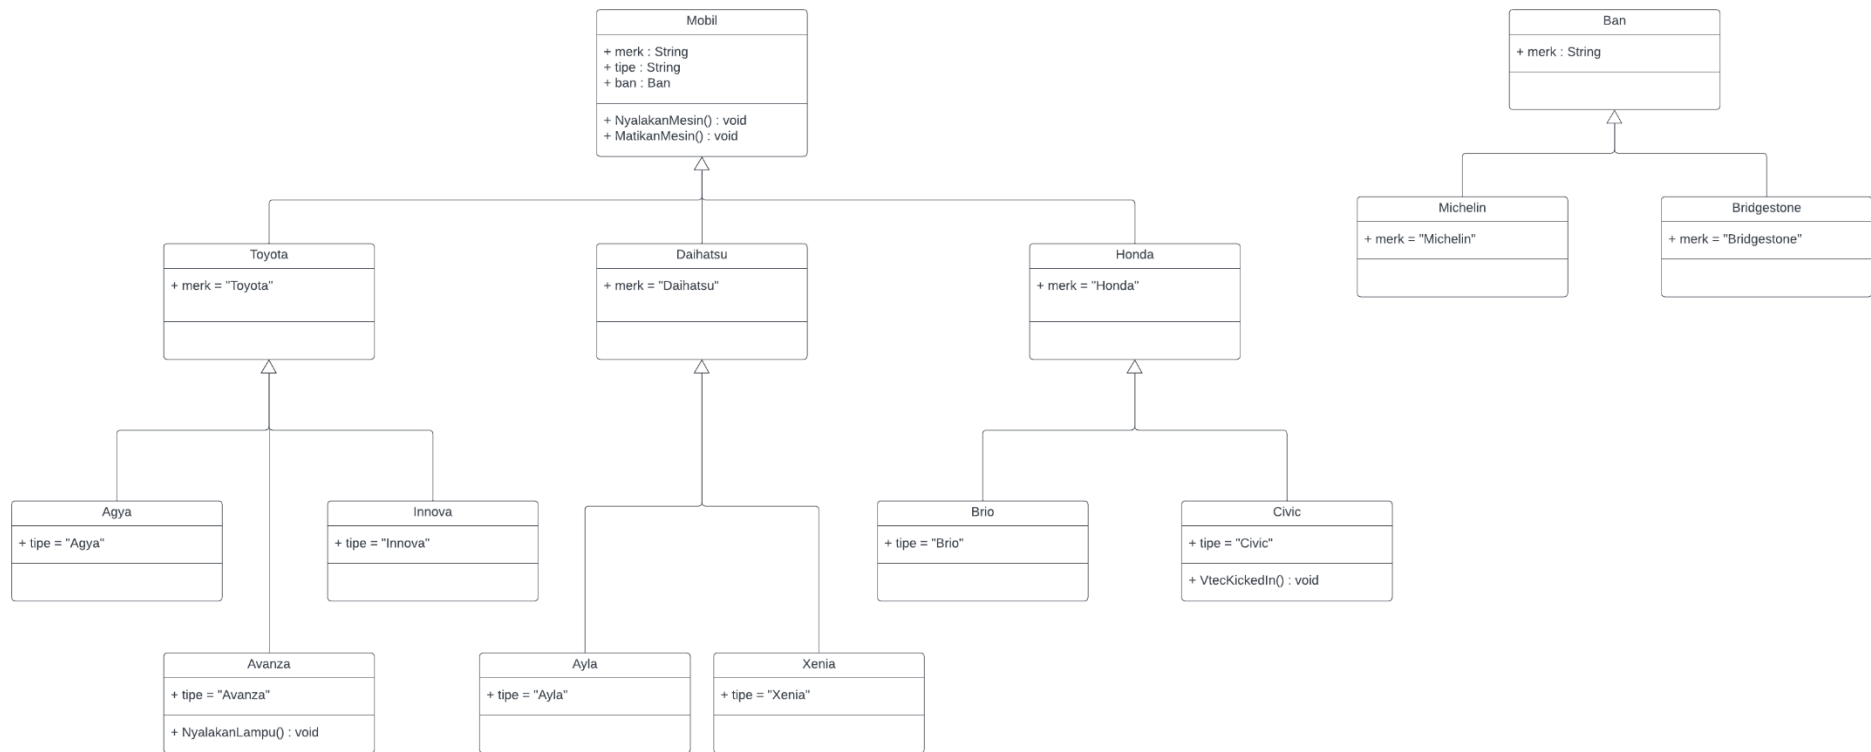 Mobil
+ merk : String
+ tipe : String
+ ban : Ban
+ NyalakanMesin() : void
+ MatikanMesin() : void
Ban
+ merk : String
Michelin
+ merk = "Michelin"
Bridgestone
+ merk = "Bridgestone"
Toyota
+ merk = "Toyota"
Daihatsu
+ merk = "Daihatsu"
Honda
+ merk = "Honda"
Agya
+ tipe = "Agya"
Innova
+ tipe = "Innova"
Brio
+ tipe = "Brio"
Civic
+ tipe = "Civic"
+ VtecKickedIn() : void
Avanza
+ tipe = "Avanza"
+ NyalakanLampu() : void
Ayla
+ tipe = "Ayla"
Xenia
+ tipe = "Xenia"